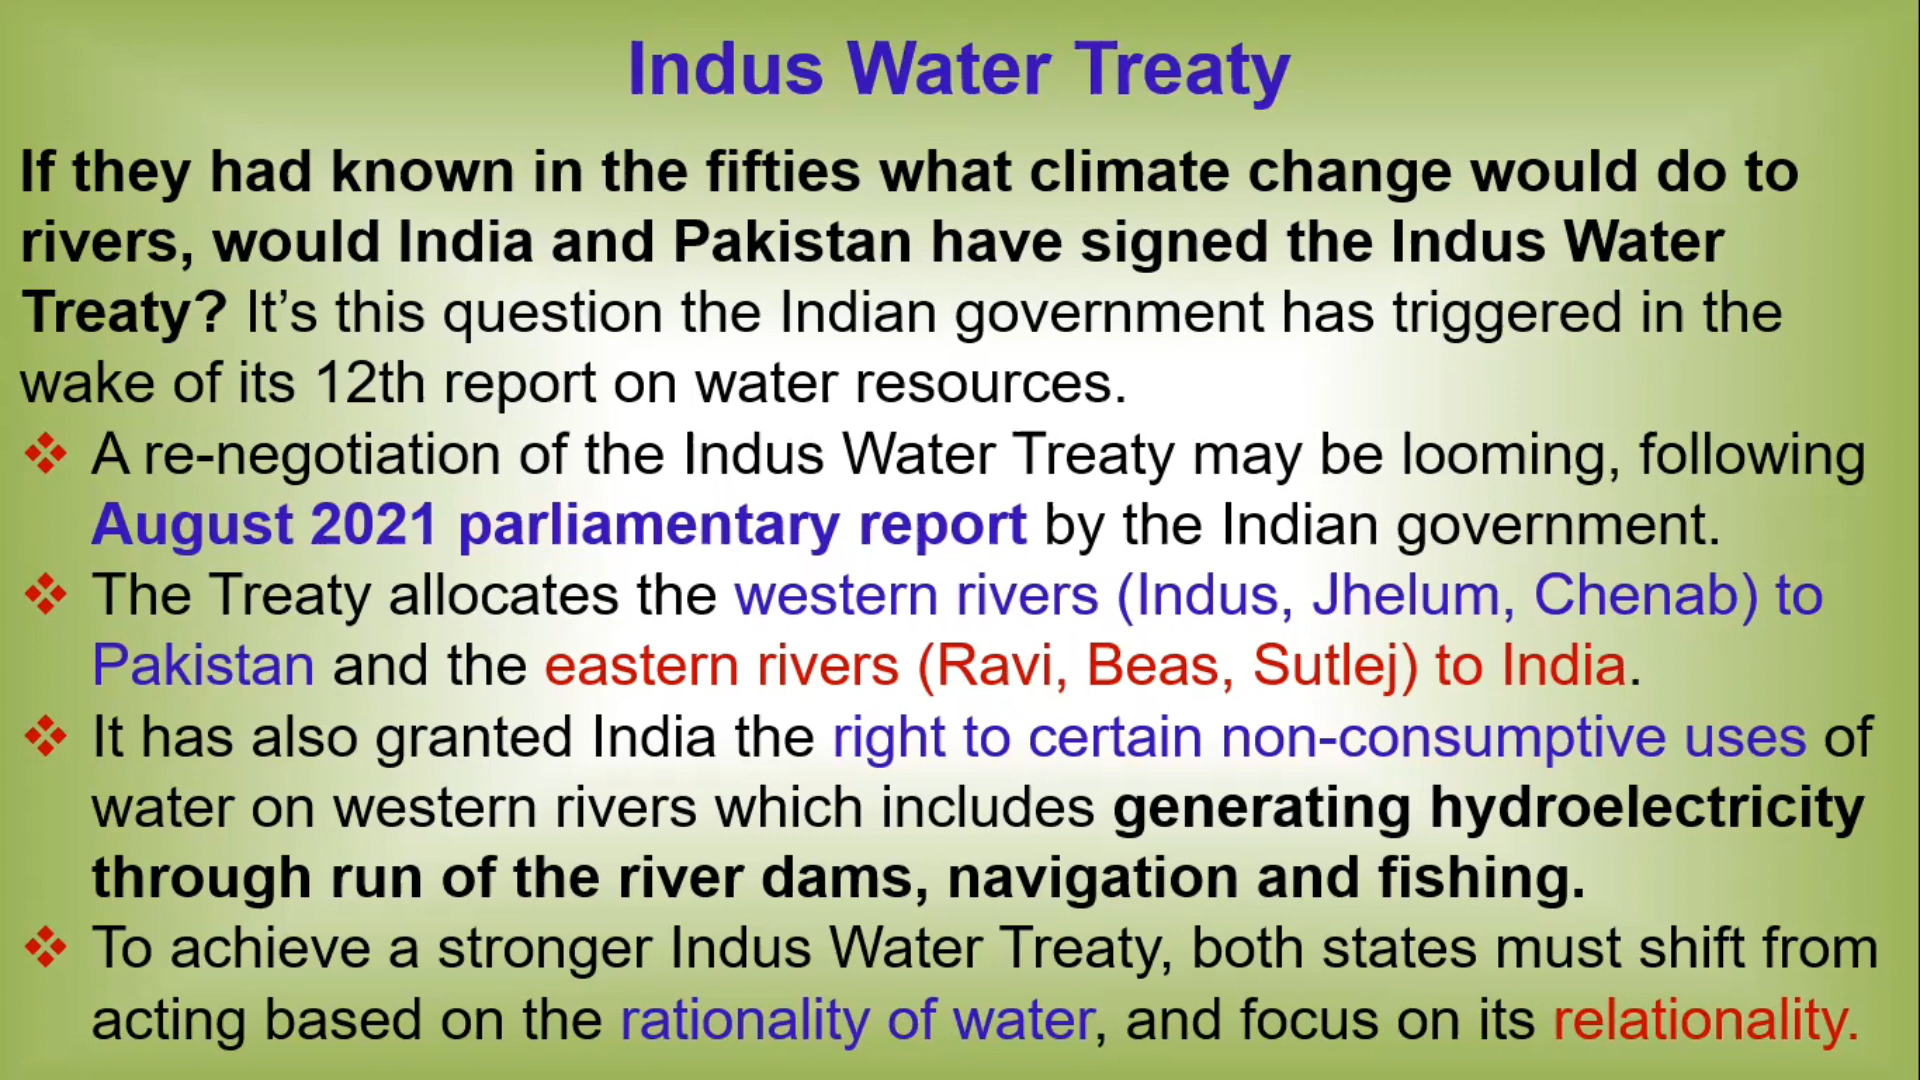 Indus Water Treaty
If they had known in the fifties what climate change would do to
rivers, would India and Pakistan have signed the Indus Water
Treaty? It’s this question the Indian government has triggered in the
wake of its 12th report on water resources.
❖ A re-negotiation of the Indus Water Treaty may be looming, following
August 2021 parliamentary report by the Indian government.
❖ The Treaty allocates the western rivers (Indus, Jhelum, Chenab) to
Pakistan and the eastern rivers (Ravi, Beas, Sutlej) to India.
❖ It has also granted India the right to certain non-consumptive uses of
water on western rivers which includes generating hydroelectricity
through run of the river dams, navigation and fishing.
❖ To achieve a stronger Indus Water Treaty, both states must shift from
acting based on the rationality of water, and focus on its relationality.